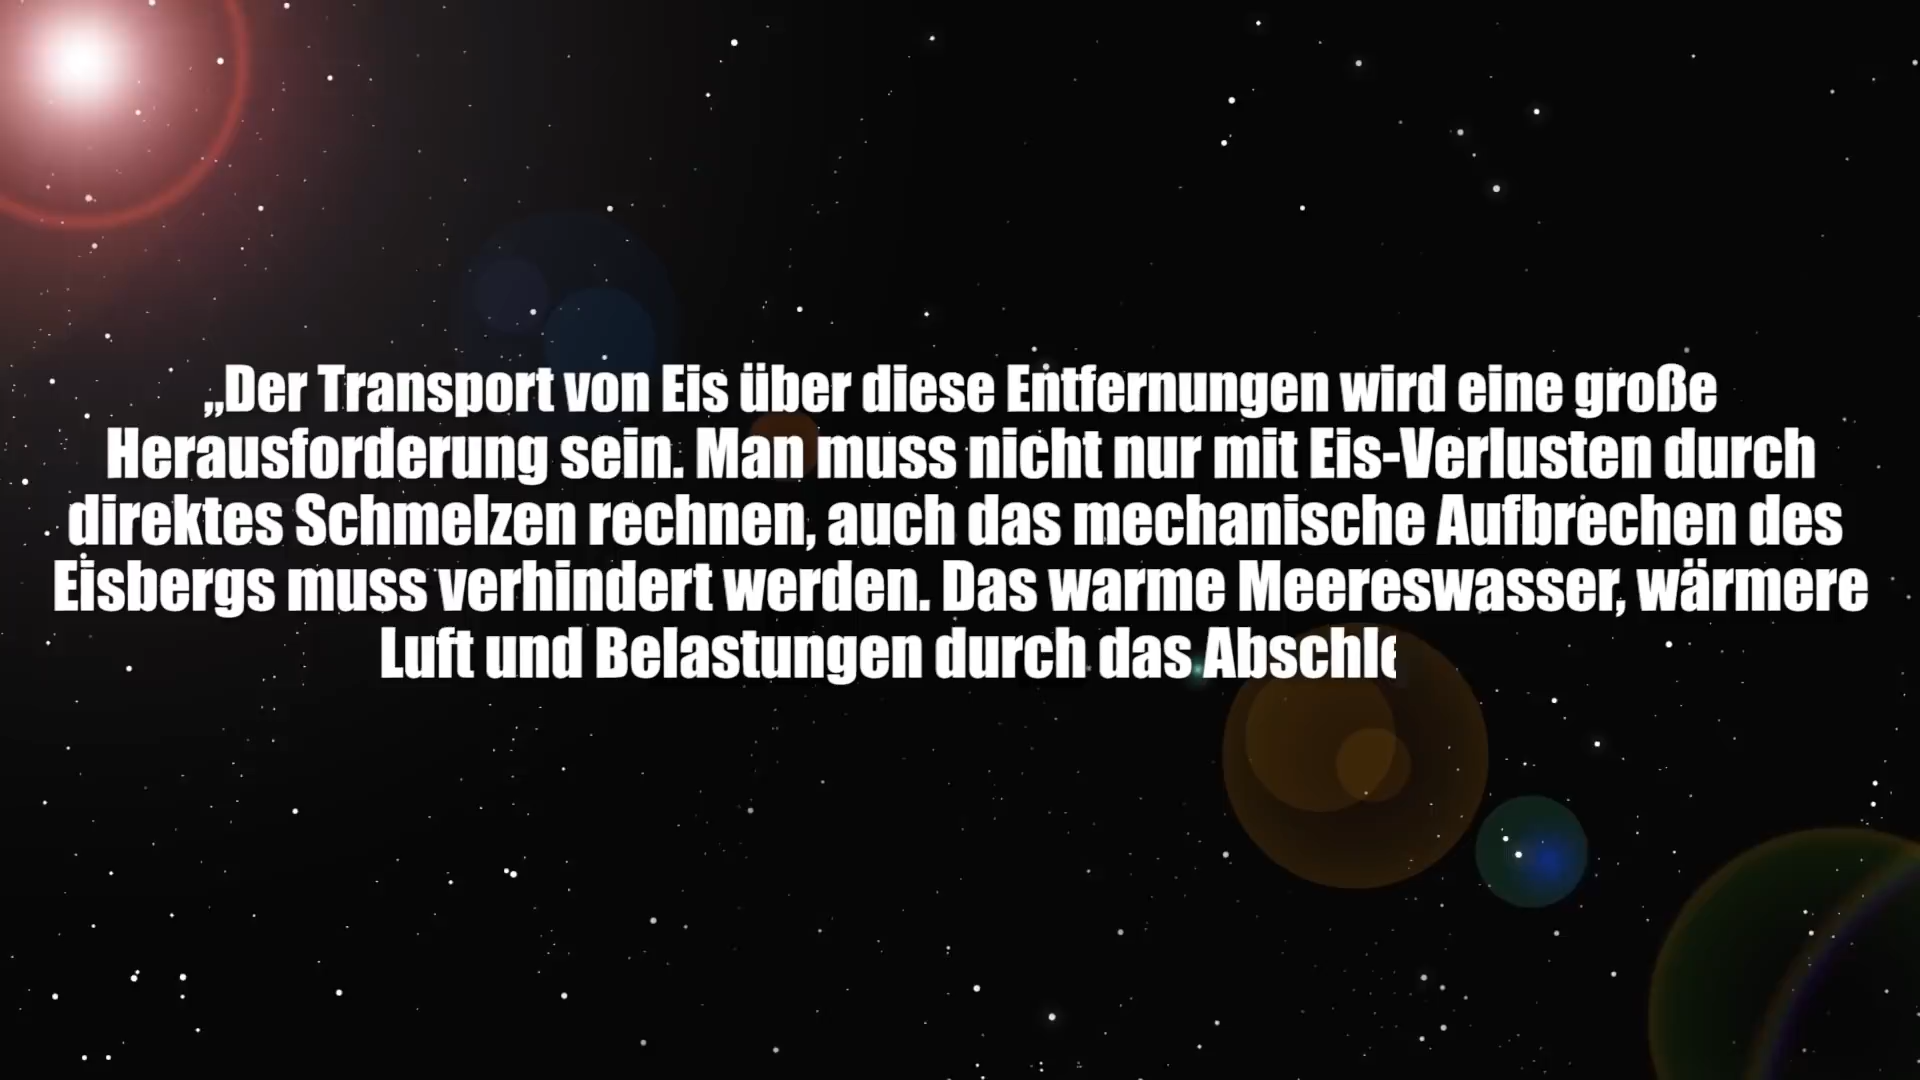 „Der Transport von Eis über diese Entfernungen wird eine große
Herausforderung sein. Man muss nicht nur mit Eis-Verlusten durch
direktes Schmelzen rechnen, auch das mechanische Aufbrechen des
Eisbergs muss verhindert werden. Das warme Meereswasser, wärmere
Luft und Belastungen durch das Abschle